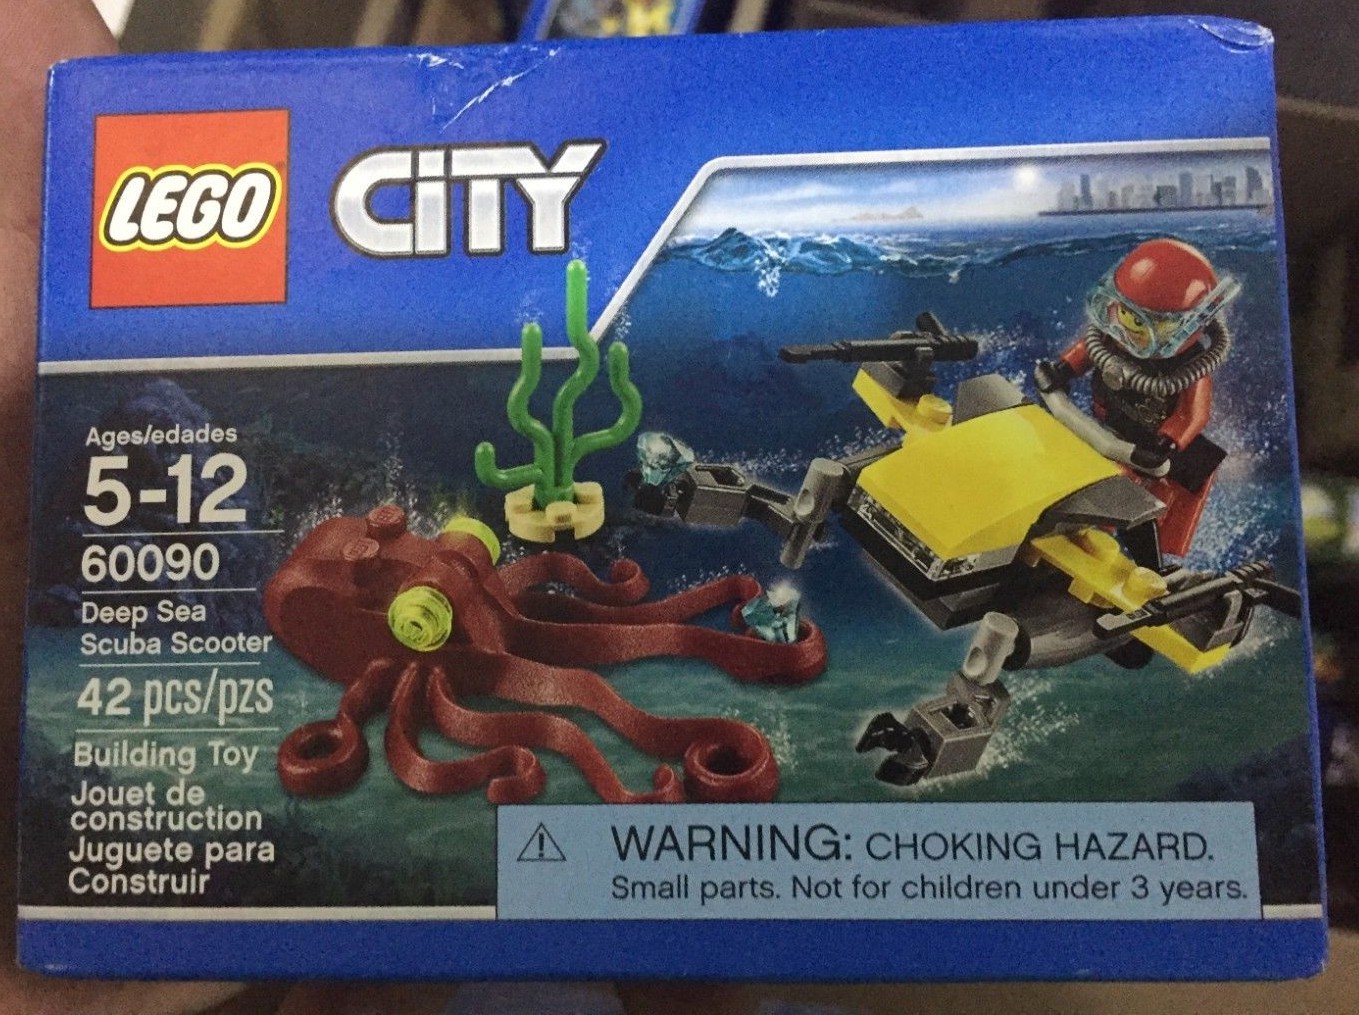 LEGO
CITY
Ages/edades
5-12
60090
Deep Sea
Scuba Scooter
42 pcs/pzs
Building Toy
Jouet de
construction
Juguete para
Construir
WARNING: CHOKING HAZARD.
Small parts. Not for children under 3 years.